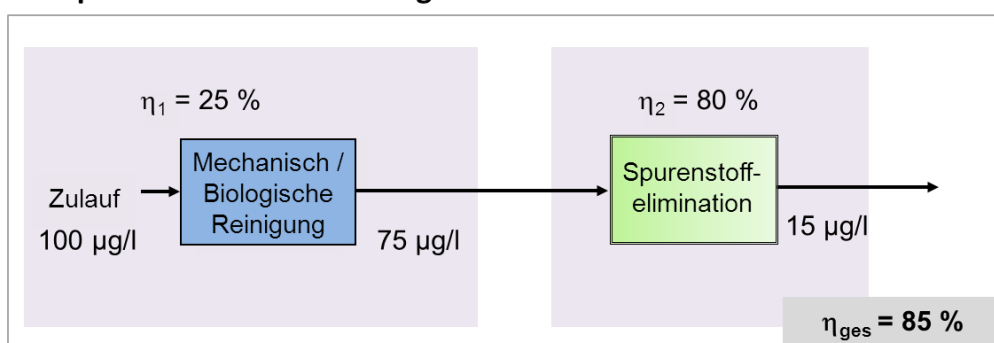 η₁ = 25 %
η₂ = 80 %
Zulauf
100 µg/l
Mechanisch /
Biologische
Reinigung
75 µg/l
Spurenstoff-
elimination
15 µg/l
ηges = 85 %